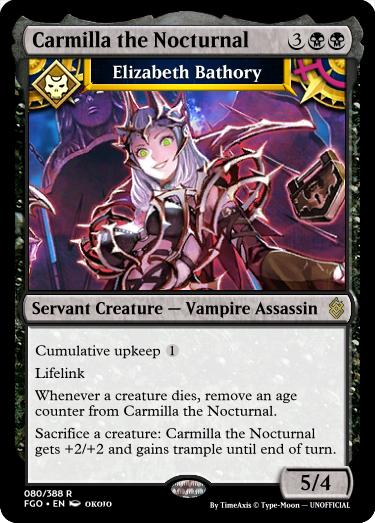 Carmilla the Nocturnal 3
Elizabeth Bathory
Servant Creature — Vampire Assassin
Cumulative upkeep 1
Lifelink
Whenever a creature dies, remove an age
counter from Carmilla the Nocturnal.
Sacrifice a creature: Carmilla the Nocturnal
gets +2/+2 and gains trample until end of turn.
5/4
080/388 R
FGO • EN OKOJO
By TimeAxis © Type-Moon — UNOFFICIAL